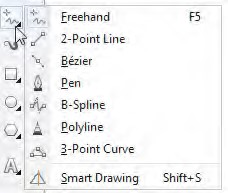 Freehand F5
2-Point Line
Bézier
Pen
B-Spline
Polyline
3-Point Curve
Smart Drawing Shift+S